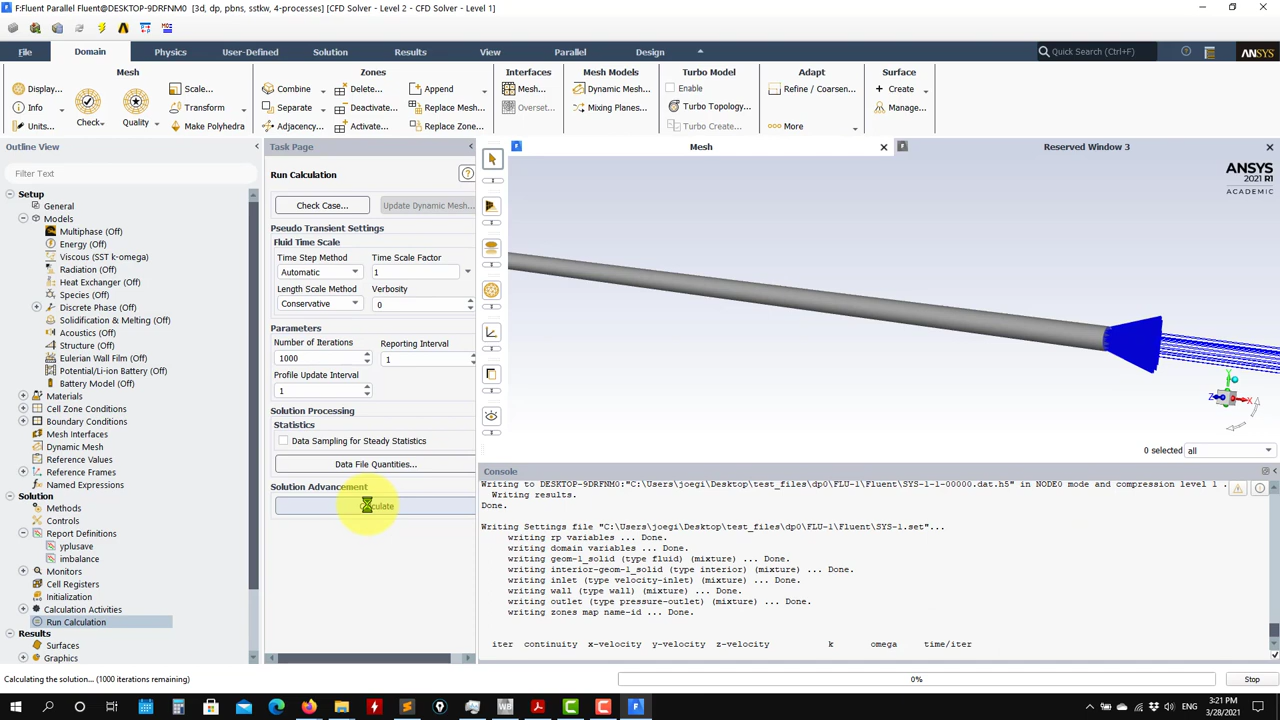 F:Fluent Parallel Fluent@DESKTOP-9DRFNM0 [3d, dp, pbns, sstkw, 4-processes] [CFD Solver - Level 2 - CFD Solver - Level 1]
File Domain Physics User-Defined Solution Results View Parallel Design Quick Search (Ctrl+F) ANSYS
Mesh Zones Interfaces Mesh Models Turbo Model Adapt Surface
Display... Scale... Combine Delete... Append Mesh... Dynamic Mesh... Enable Refine / Coarsen... Create
Info Check Quality Transform Separate Deactivate... Replace Mesh... Overset... Mixing Planes... Turbo Topology... Manage...
Units... Make Polyhedra Adjacency... Activate... Replace Zone... Turbo Create... More
Outline View
Filter Text
Setup
General
Models
Multiphase (Off)
Energy (Off)
Viscous (SST k-omega)
Radiation (Off)
Heat Exchanger (Off)
Species (Off)
Discrete Phase (Off)
Solidification & Melting (Off)
Acoustics (Off)
Structure (Off)
Eulerian Wall Film (Off)
Potential/Li-ion Battery (Off)
Battery Model (Off)
Materials
Cell Zone Conditions
Boundary Conditions
Mesh Interfaces
Dynamic Mesh
Reference Values
Reference Frames
Named Expressions
Solution
Methods
Controls
Report Definitions
yplusave
imbalance
Monitors
Cell Registers
Initialization
Calculation Activities
Run Calculation
Results
Surfaces
Graphics
Task Page
Run Calculation
Check Case... Update Dynamic Mesh...
Pseudo Transient Settings
Fluid Time Scale
Time Step Method Time Scale Factor
Automatic 1
Length Scale Method Verbosity
Conservative 0
Parameters
Number of Iterations Reporting Interval
1000 1
Profile Update Interval
1
Solution Processing
Statistics
Data Sampling for Steady Statistics
Data File Quantities...
Solution Advancement
Calculate
Mesh Reserved Window 3
ANSYS
2021 R1
ACADEMIC
Y
Z X
0 selected all
Console
Writing to DESKTOP-9DRFNM0:"C:\Users\joegi\Desktop\test_files\dp0\FLU-1\Fluent\SYS-1-1-00000.dat.h5" in NODE0 mode and compression level 1 ...
Writing results.
Done.
Writing Settings file "C:\Users\joegi\Desktop\test_files\dp0\FLU-1\Fluent\SYS-1.set"...
writing rp variables ... Done.
writing domain variables ... Done.
writing geom-1_solid (type fluid) (mixture) ... Done.
writing interior-geom-1_solid (type interior) (mixture) ... Done.
writing inlet (type velocity-inlet) (mixture) ... Done.
writing wall (type wall) (mixture) ... Done.
writing outlet (type pressure-outlet) (mixture) ... Done.
writing zones map name-id ... Done.
iter continuity x-velocity y-velocity z-velocity k omega time/iter
Calculating the solution... (1000 iterations remaining) 0% Stop
ENG 3:21 PM
3/28/2021